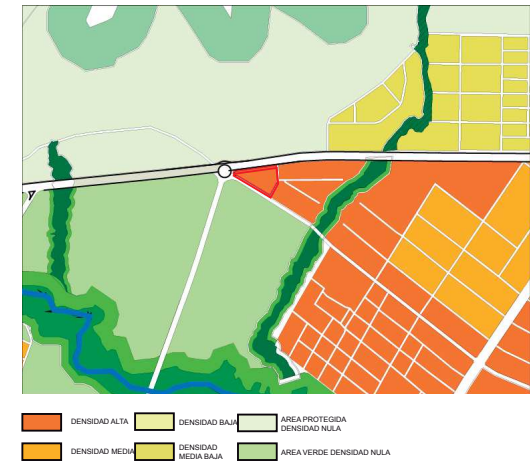 DENSIDAD ALTA
DENSIDAD BAJA
AREA PROTEGIDA
DENSIDAD NULA
DENSIDAD MEDIA
DENSIDAD
MEDIA BAJA
AREA VERDE DENSIDAD NULA